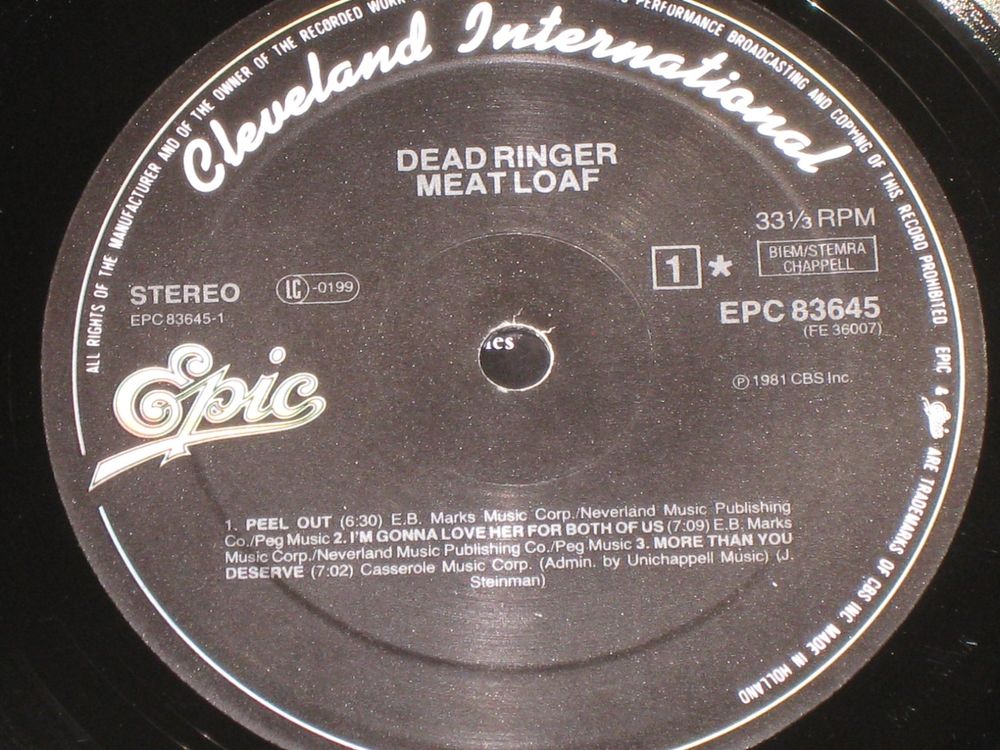 ALL RIGHTS OF THE MANUFACTURER AND OF THE OWNER OF THE RECORDED WORK
PERFORMANCE BROADCASTING AND COPYING OF THIS RECORD PROHIBITED
EPIC & Epic ARE TRADEMARKS OF CBS INC. MADE IN HOLLAND
Cleveland International
DEAD RINGER
MEAT LOAF
33⅓ RPM
1 *
BIEM/STEMRA
CHAPPELL
STEREO
LC-0199
EPC 83645-1
EPC 83645
(FE 36007)
ies
Epic
℗ 1981 CBS Inc.
1. PEEL OUT (6:30) E.B. Marks Music Corp./Neverland Music Publishing
Co./Peg Music 2. I'M GONNA LOVE HER FOR BOTH OF US (7:09) E.B. Marks
Music Corp./Neverland Music Publishing Co./Peg Music 3. MORE THAN YOU
DESERVE (7:02) Casserole Music Corp. (Admin. by Unichappell Music) (J.
Steinman)